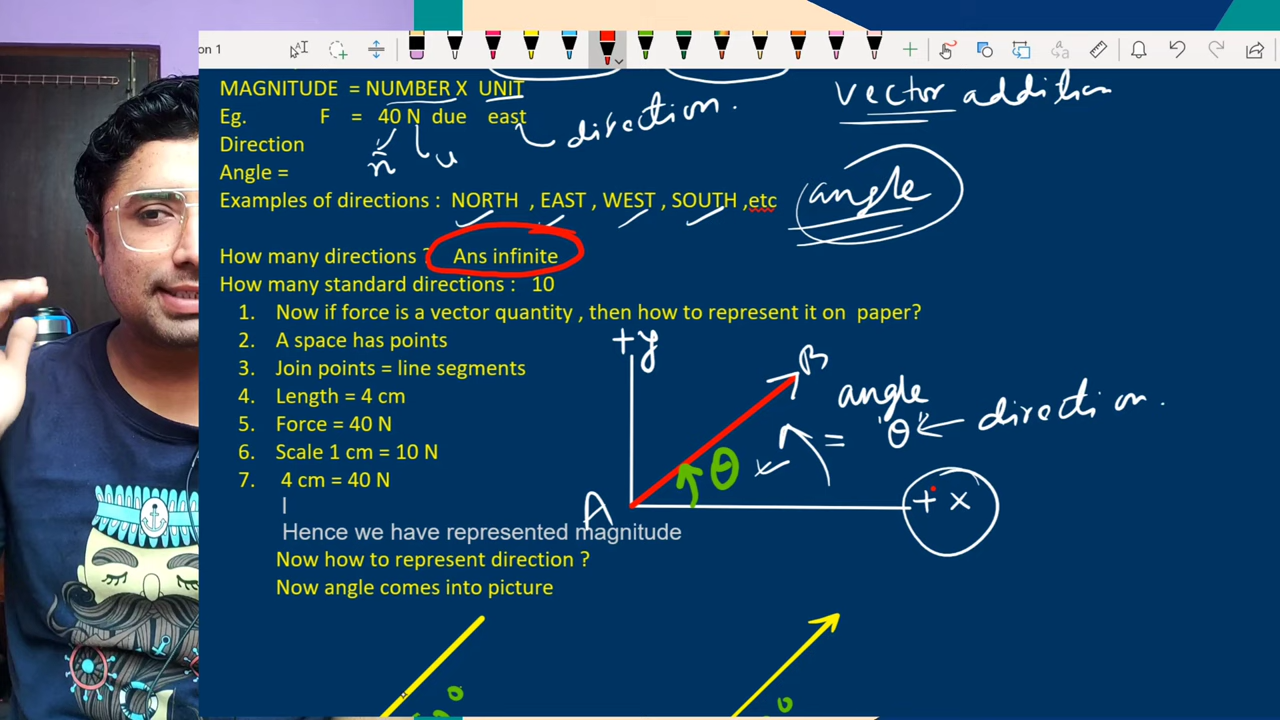 on 1
MAGNITUDE = NUMBER X UNIT
vector addition
Eg. F = 40 N due east
direction.
Direction
n u
Angle =
Examples of directions : NORTH , EAST , WEST , SOUTH ,etc
angle
How many directions ? Ans infinite
How many standard directions : 10
1. Now if force is a vector quantity , then how to represent it on paper?
2. A space has points
+y
3. Join points = line segments
B
4. Length = 4 cm
angle
5. Force = 40 N
= 'θ' ← direction.
6. Scale 1 cm = 10 N
θ
7. 4 cm = 40 N
A
+ x
Hence we have represented magnitude
Now how to represent direction ?
Now angle comes into picture